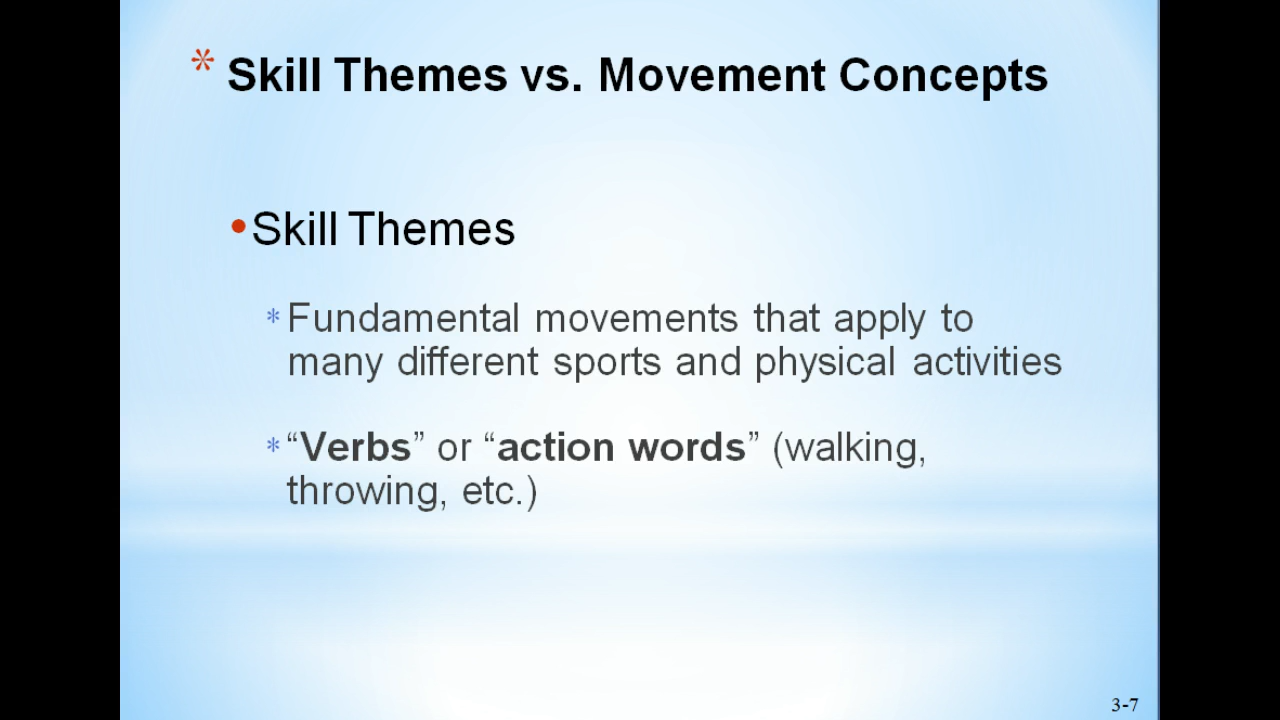 * Skill Themes vs. Movement Concepts
• Skill Themes
* Fundamental movements that apply to
many different sports and physical activities
* “Verbs” or “action words” (walking,
throwing, etc.)
3-7